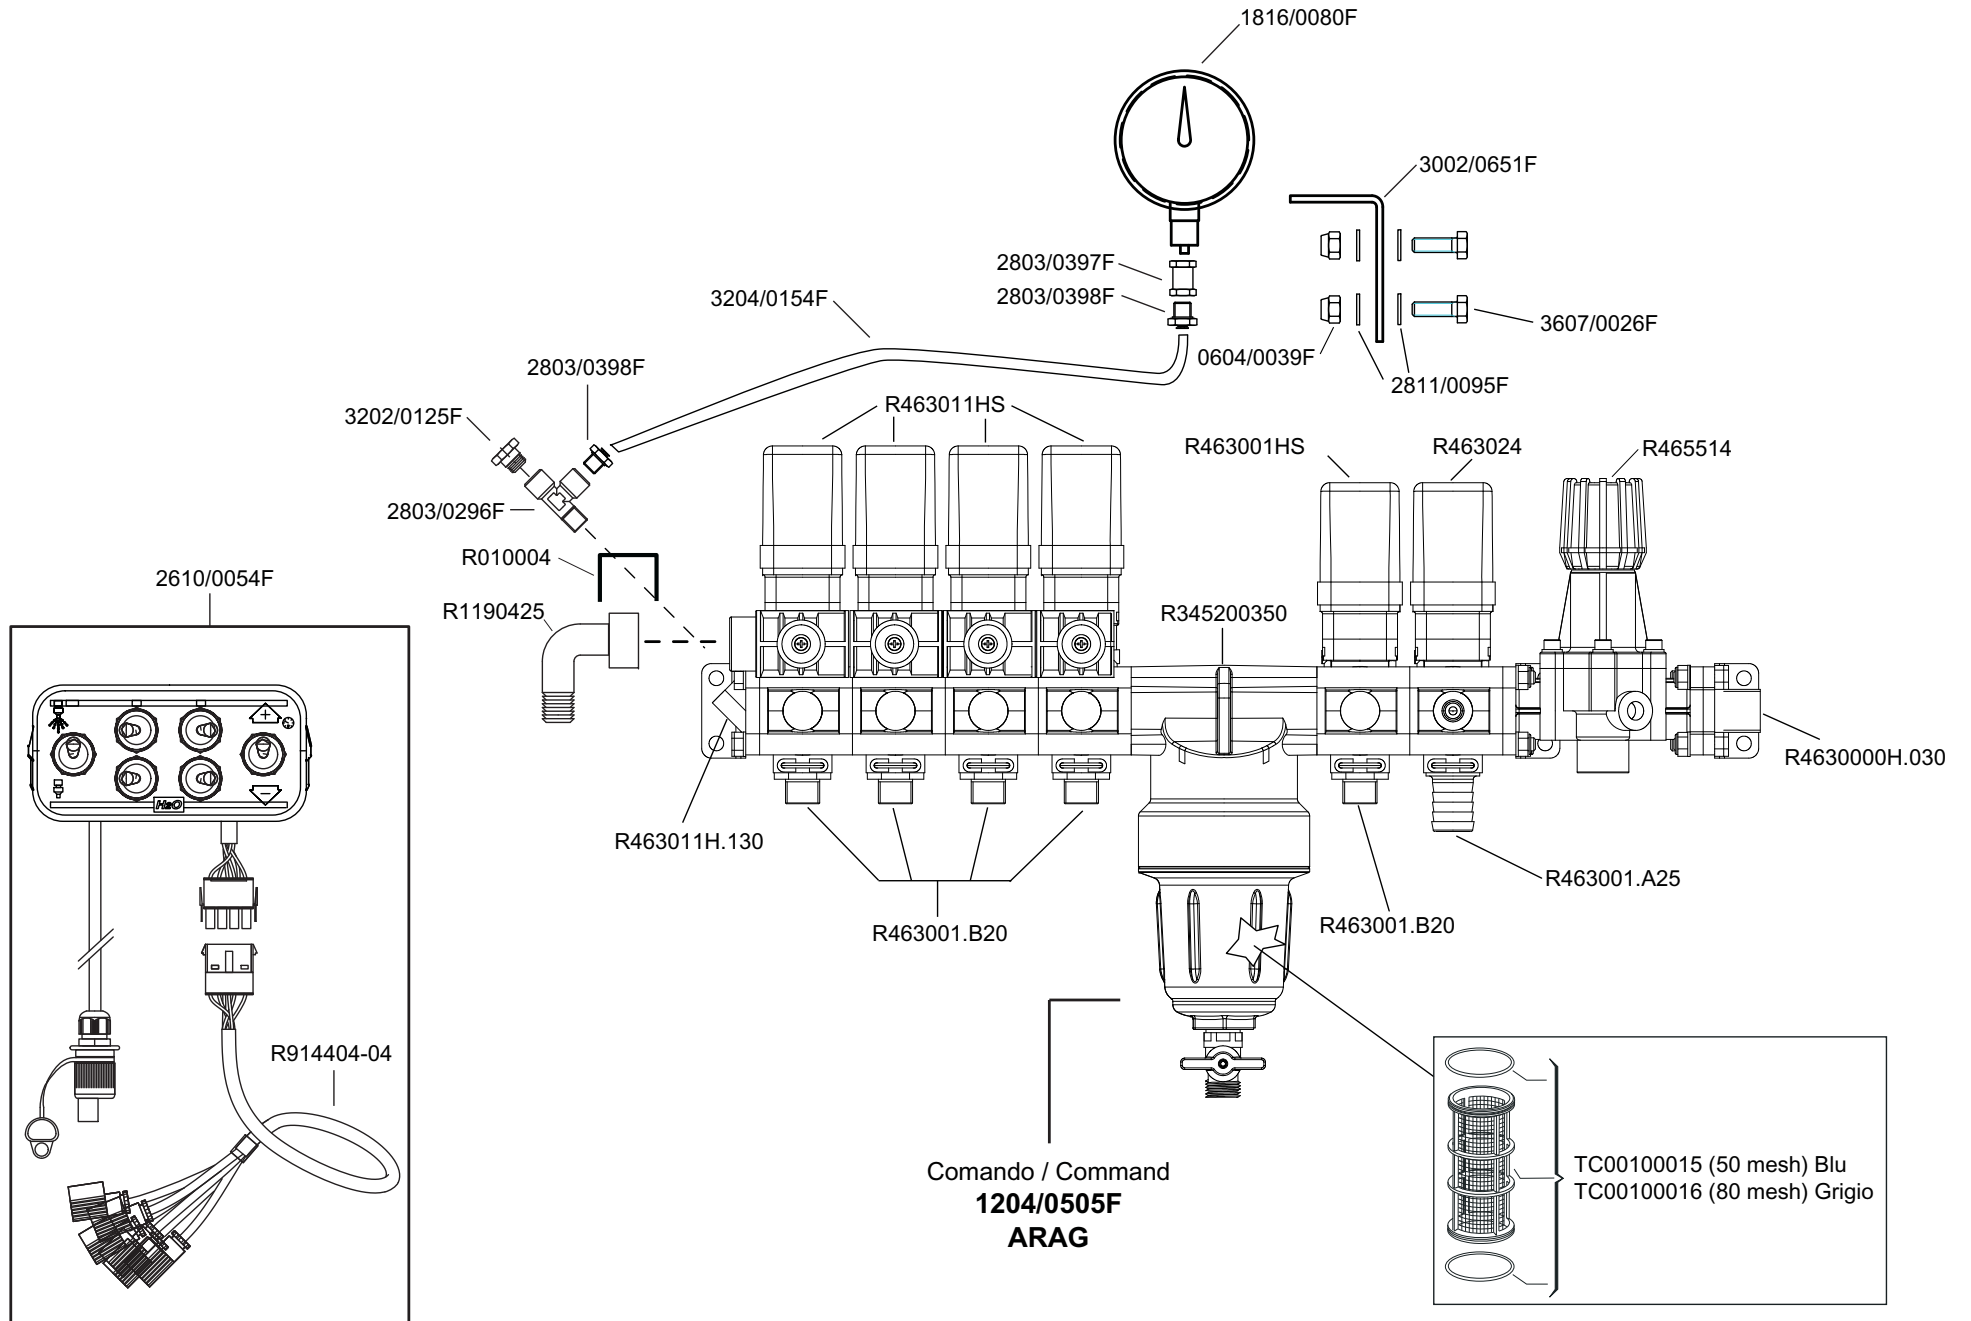 1816/0080F
3002/0651F
2803/0397F
3204/0154F
2803/0398F
3607/0026F
0604/0039F
2803/0398F
2811/0095F
R463011HS
3202/0125F
R463001HS
R463024
R465514
2803/0296F
R010004
2610/0054F
R1190425
R345200350
H2O
R4630000H.030
R463011H.130
R463001.A25
R463001.B20
R463001.B20
R914404-04
Comando / Command
1204/0505F
ARAG
TC00100015 (50 mesh) Blu
TC00100016 (80 mesh) Grigio